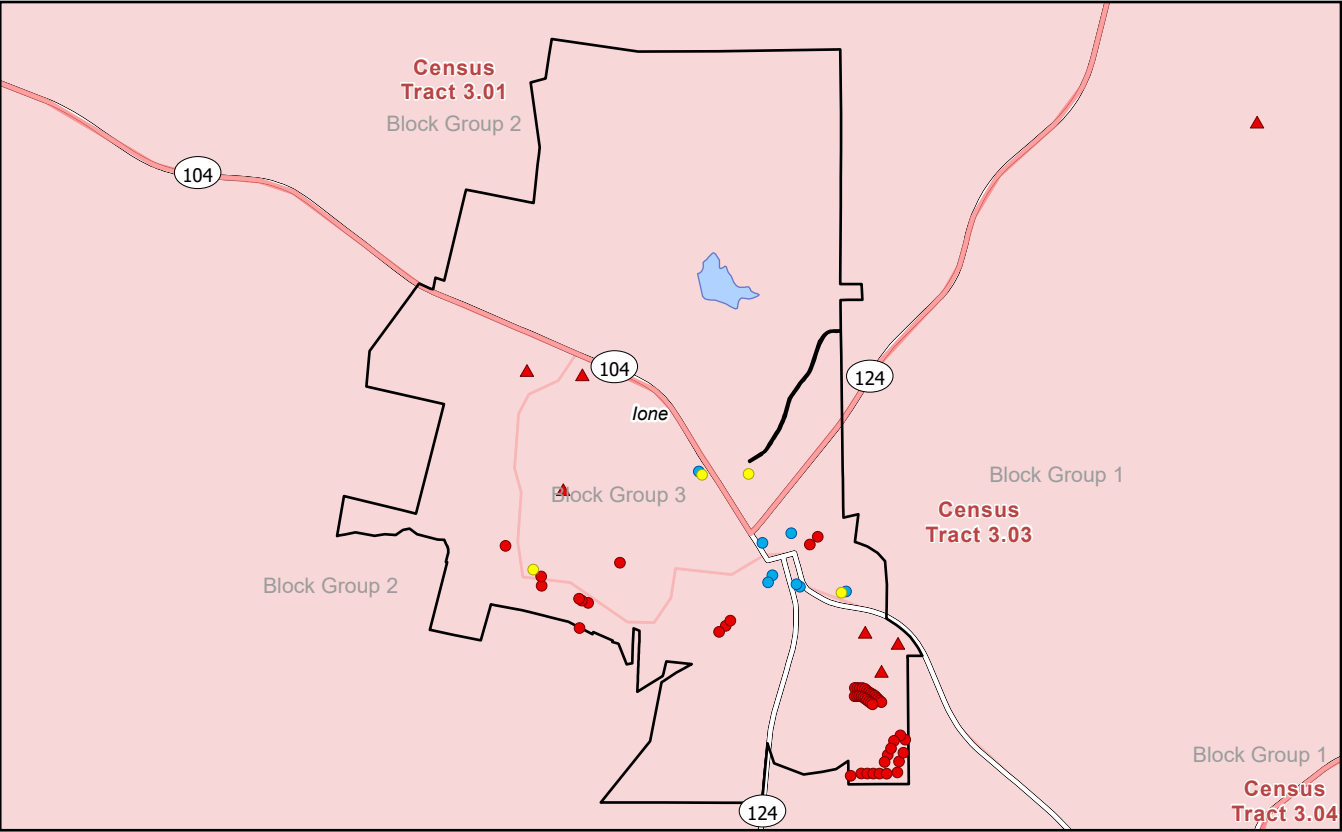 Census
Tract 3.01
Block Group 2
104
104
124
Ione
Block Group 3
Block Group 1
Census
Tract 3.03
Block Group 2
Block Group 1
Census
Tract 3.04
124